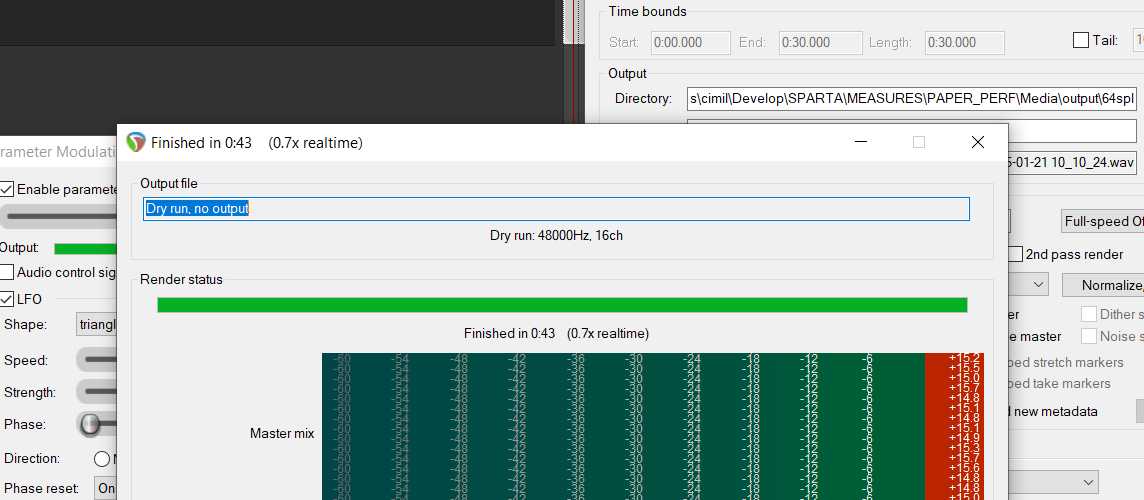 Time bounds
Start: 0:00.000 End: 0:30.000 Length: 0:30.000 Tail:
Output
Directory: s\cimil\Develop\SPARTA\MEASURES\PAPER_PERF\Media\output\64spl
5-01-21 10_10_24.wav
Finished in 0:43 (0.7x realtime)
Output file
Dry run, no output
Dry run: 48000Hz, 16ch
Render status
Finished in 0:43 (0.7x realtime)
Master mix
-60 -54 -48 -42 -36 -30 -24 -18 -12 -6 +15.2
-60 -54 -48 -42 -36 -30 -24 -18 -12 -6 +15.5
-60 -54 -48 -42 -36 -30 -24 -18 -12 -6 +15.0
-60 -54 -48 -42 -36 -30 -24 -18 -12 -6 +15.7
-60 -54 -48 -42 -36 -30 -24 -18 -12 -6 +14.8
-60 -54 -48 -42 -36 -30 -24 -18 -12 -6 +15.1
-60 -54 -48 -42 -36 -30 -24 -18 -12 -6 +14.8
-60 -54 -48 -42 -36 -30 -24 -18 -12 -6 +15.1
-60 -54 -48 -42 -36 -30 -24 -18 -12 -6 +14.9
-60 -54 -48 -42 -36 -30 -24 -18 -12 -6 +15.3
-60 -54 -48 -42 -36 -30 -24 -18 -12 -6 +15.7
-60 -54 -48 -42 -36 -30 -24 -18 -12 -6 +15.6
-60 -54 -48 -42 -36 -30 -24 -18 -12 -6 +14.8
-60 -54 -48 -42 -36 -30 -24 -18 -12 -6 +14.8
-60 -54 -48 -42 -36 -30 -24 -18 -12 -6 +15.0
rameter Modulati
Enable paramete
Output:
Audio control sig
LFO
Shape: triangl
Speed:
Strength:
Phase:
Direction:
Phase reset: On
Full-speed Of
2nd pass render
Normalize,
er Dither s
e master Noise s
ped stretch markers
ped take markers
d new metadata